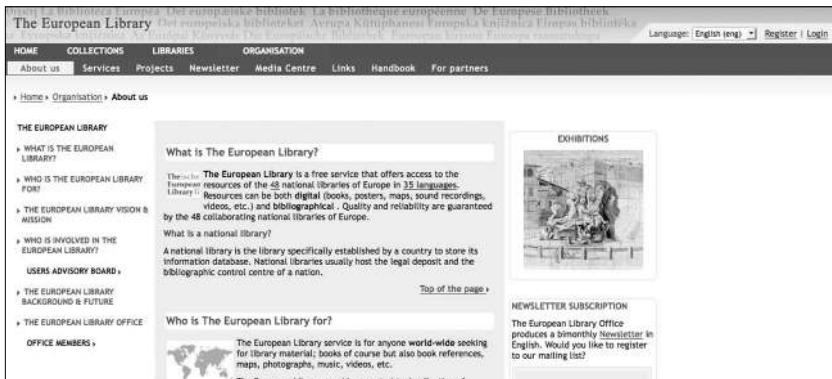 The European Library
Language: English (eng) Register | Login
HOME COLLECTIONS LIBRARIES ORGANISATION
About us Services Projects Newsletter Media Centre Links Handbook For partners
Home Organisation About us
THE EUROPEAN LIBRARY
WHAT IS THE EUROPEAN
LIBRARY?
WHO IS THE EUROPEAN LIBRARY
FOR?
THE EUROPEAN LIBRARY VISION &
MISSION
WHO IS INVOLVED IN THE
EUROPEAN LIBRARY?
USERS ADVISORY BOARD
THE EUROPEAN LIBRARY
BACKGROUND & FUTURE
THE EUROPEAN LIBRARY OFFICE
OFFICE MEMBERS
What is The European Library?
The European Library is a free service that offers access to the
resources of the 48 national libraries of Europe in 35 languages.
Resources can be both digital (books, posters, maps, sound recordings,
videos, etc.) and bibliographical . Quality and reliability are guaranteed
by the 48 collaborating national libraries of Europe.
What is a national library?
A national library is the library specifically established by a country to store its
information database. National libraries usually host the legal deposit and the
bibliographic control centre of a nation.
Top of the page
Who is The European Library for?
The European Library service is for anyone world-wide seeking
for library material; books of course but also book references,
maps, photographs, music, videos, etc.
EXHIBITIONS
NEWSLETTER SUBSCRIPTION
The European Library Office
produces a bimonthly Newsletter in
English. Would you like to register
to our mailing list?